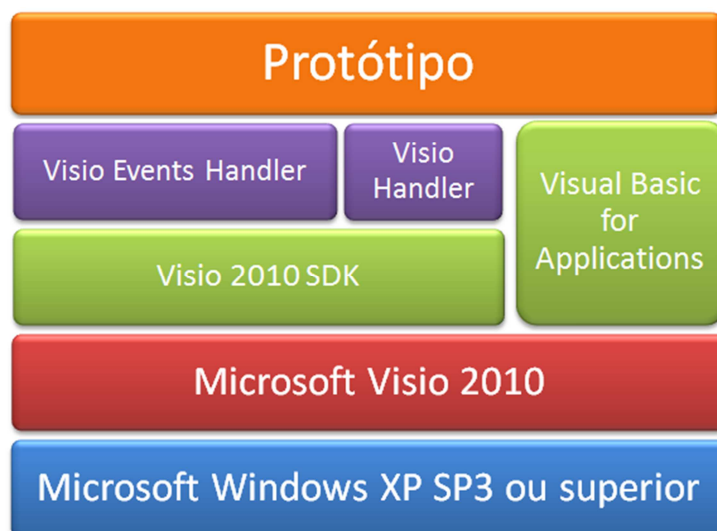 Protótipo
Visio Events Handler
Visio
Handler
Visual Basic
for
Applications
Visio 2010 SDK
Microsoft Visio 2010
Microsoft Windows XP SP3 ou superior